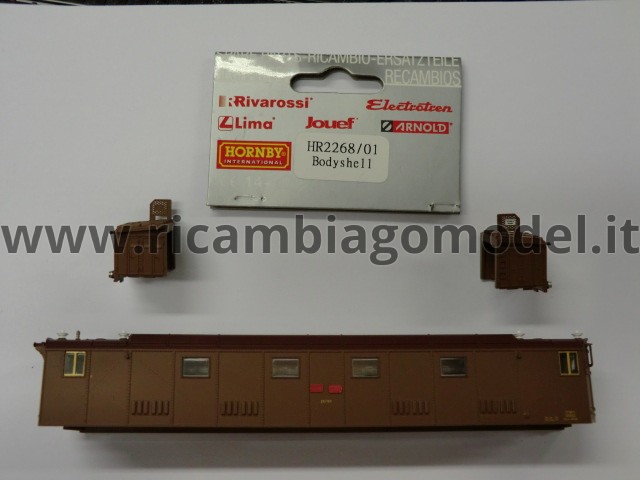 -RICAMBIO-ERSATZTEILE
RECAMBIOS
Rivarossi Electrotren
Lima Jouef ARNOLD
HORNBY INTERNATIONAL
HR2268/01
Bodyshell
www.ricambiagomodel.it